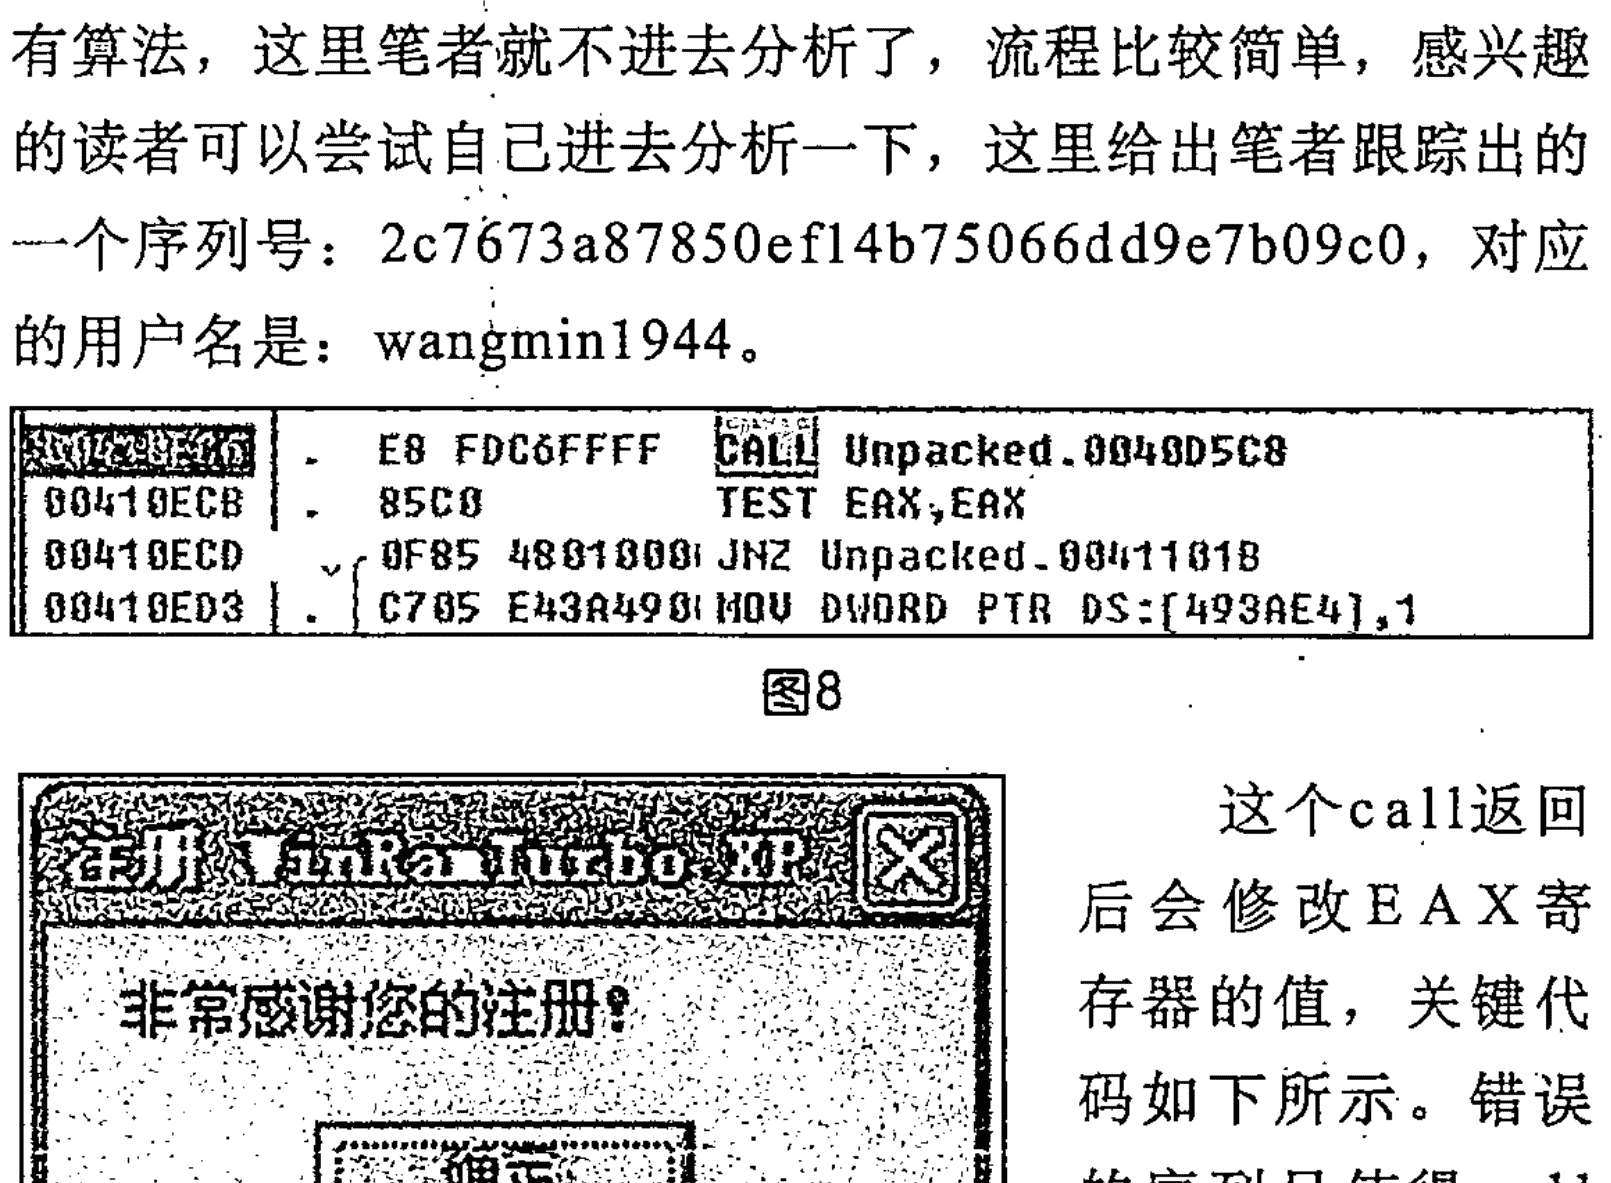 有算法，这里笔者就不进去分析了，流程比较简单，感兴趣
的读者可以尝试自己进去分析一下，这里给出笔者跟踪出的
一个序列号：2c7673a87850ef14b75066dd9e7b09c0，对应
的用户名是：wangmin1944。
. E8 FDC6FFFF CALL Unpacked.0040D5C8
00410ECB . 85C0 TEST EAX,EAX
00410ECD 0F85 48010000 JNZ Unpacked.0041101B
00410ED3 . C705 E43A490 MOV DWORD PTR DS:[493AE4],1
图8
注册 WinRamTurbo XP
非常感谢您的注册!
这个call返回
后会修改EAX寄
存器的值，关键代
码如下所示。错误